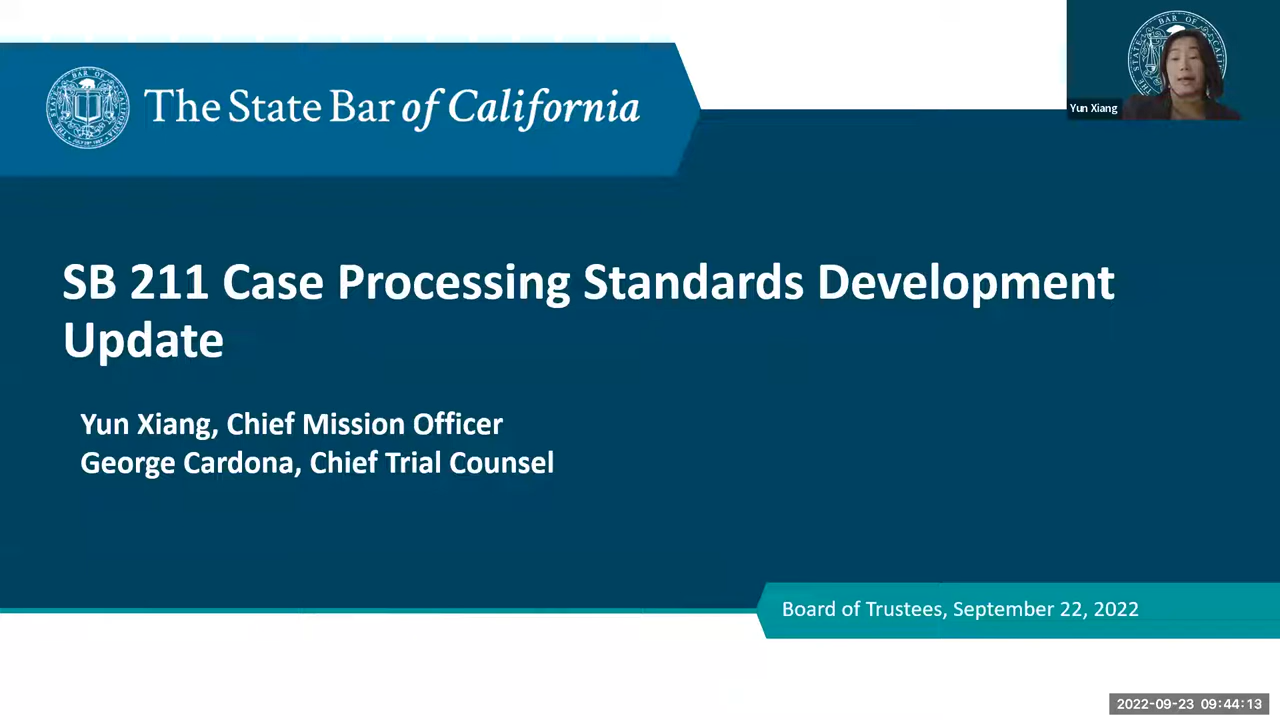 The State Bar of California
Yun Xiang
SB 211 Case Processing Standards Development
Update
Yun Xiang, Chief Mission Officer
George Cardona, Chief Trial Counsel
Board of Trustees, September 22, 2022
2022-09-23 09:44:13